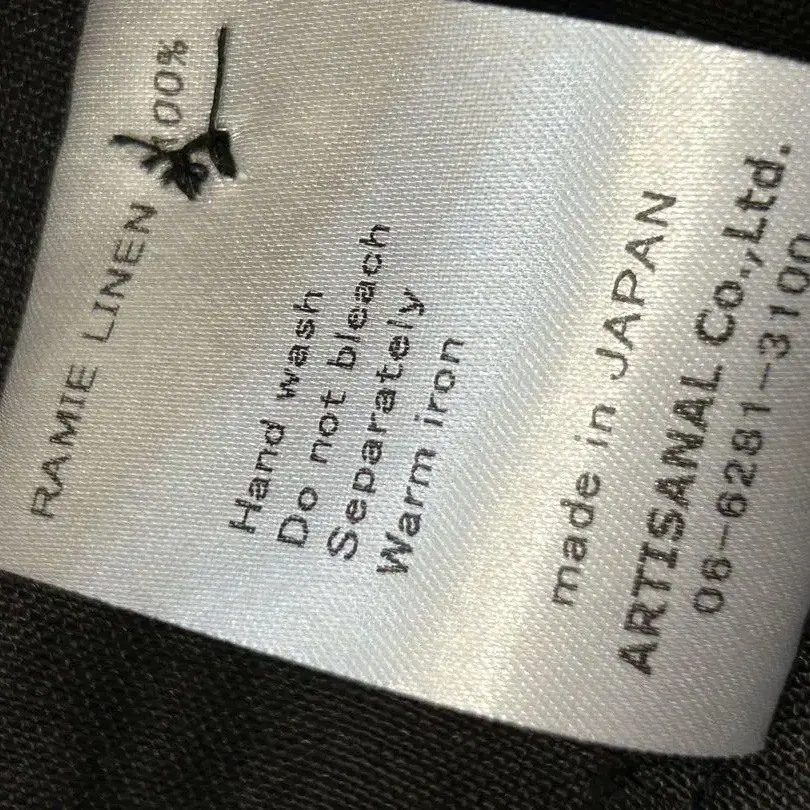 RAMIE LINEN 100%
Hand wash
Do not bleach
Separately
Warm iron
made in JAPAN
ARTISANAL Co.,Ltd.
06-6281-3100